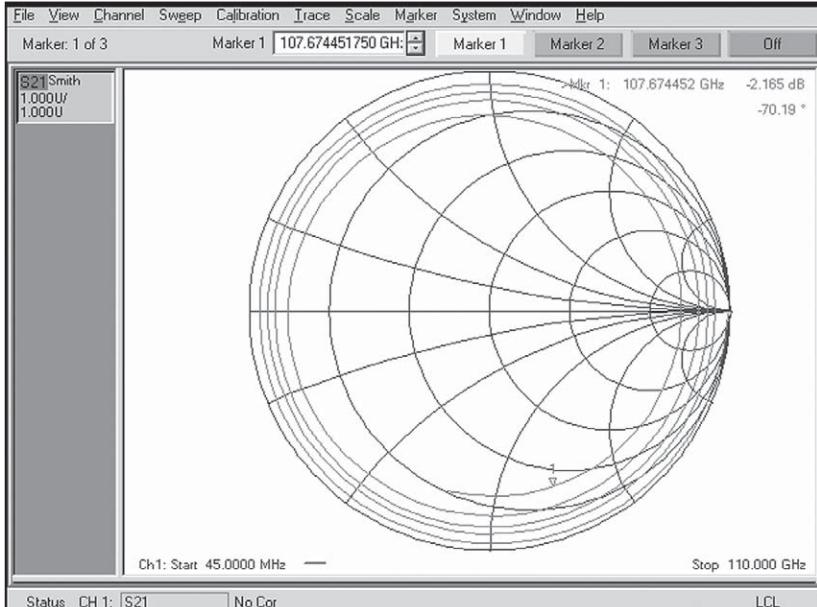 File View Channel Sweep Calibration Trace Scale Marker System Window Help
Marker: 1 of 3 Marker 1 107.674451750 GH: Marker 1 Marker 2 Marker 3 Off
S21 Smith
1.000U/
1.000U
>Mkr 1: 107.674452 GHz -2.165 dB
-70.19 °
1
Ch1: Start 45.0000 MHz Stop 110.000 GHz
Status CH 1: S21 No Cor LCL